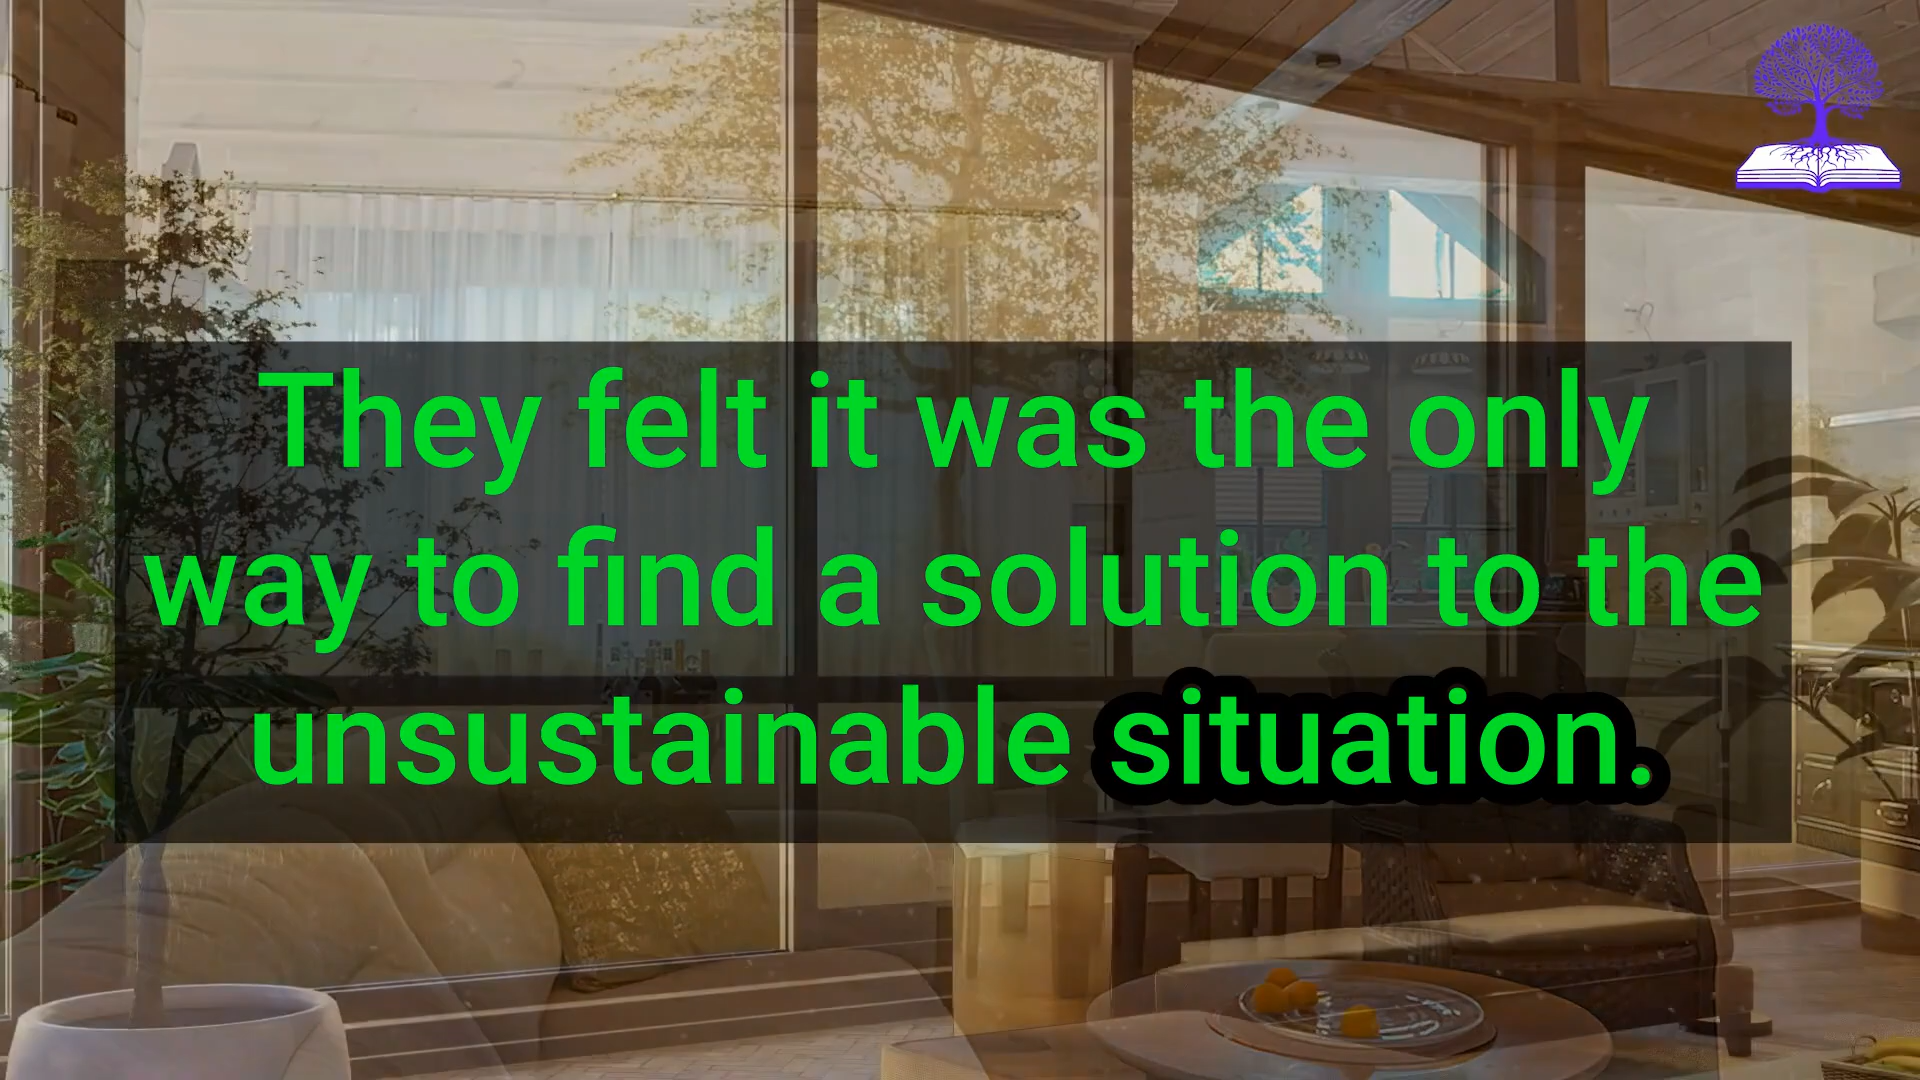 They felt it was the only
way to find a solution to the
unsustainable situation.